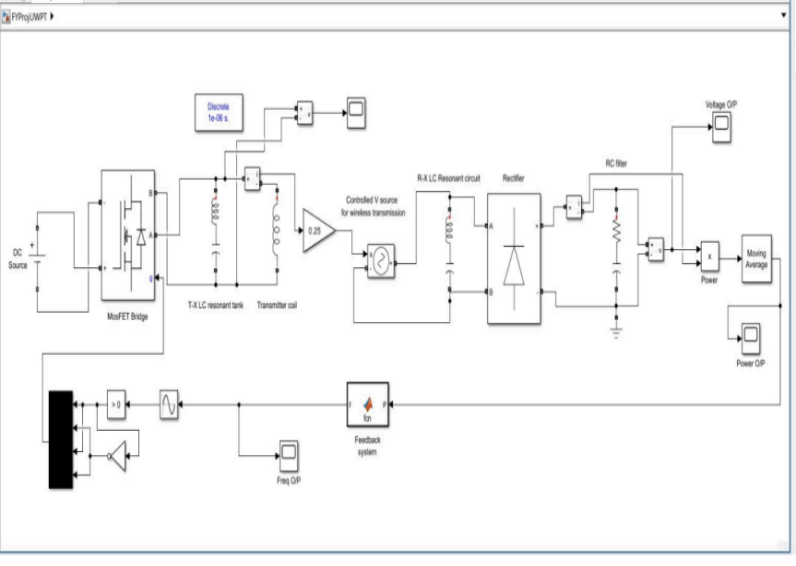 FYProjUWPT
Discrete
1e-06 s.
Voltage O/P
RC filter
R-X LC Resonant circuit
Rectifier
Controlled V source
for wireless transmission
B
A
g
+
-
DC
Source
MosFET Bridge
T-X LC resonant tank
Transmitter coil
0.25
A
B
+
-
x
Power
Moving
Average
Power O/P
> 0
f
fcn
P
Feedback
system
Freq O/P